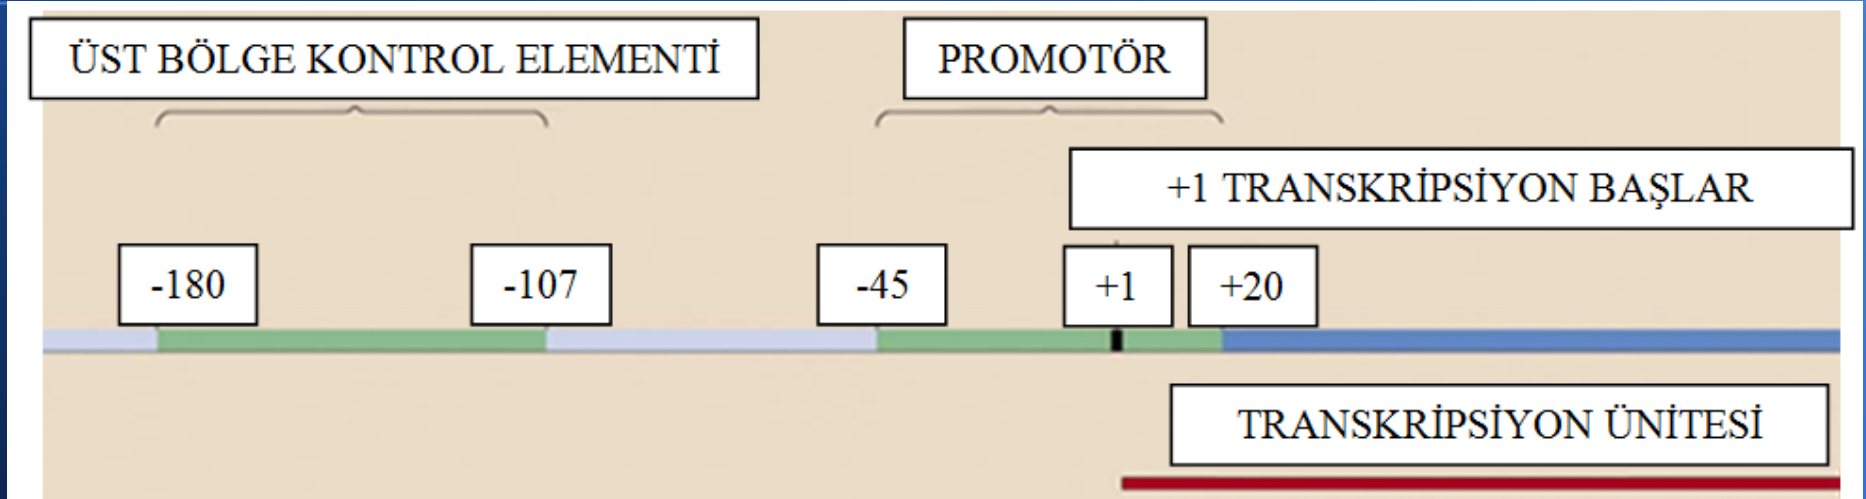 ÜST BÖLGE KONTROL ELEMENTİ
PROMOTÖR
+1 TRANSKRİPSİYON BAŞLAR
-180
-107
-45
+1
+20
TRANSKRİPSİYON ÜNİTESİ